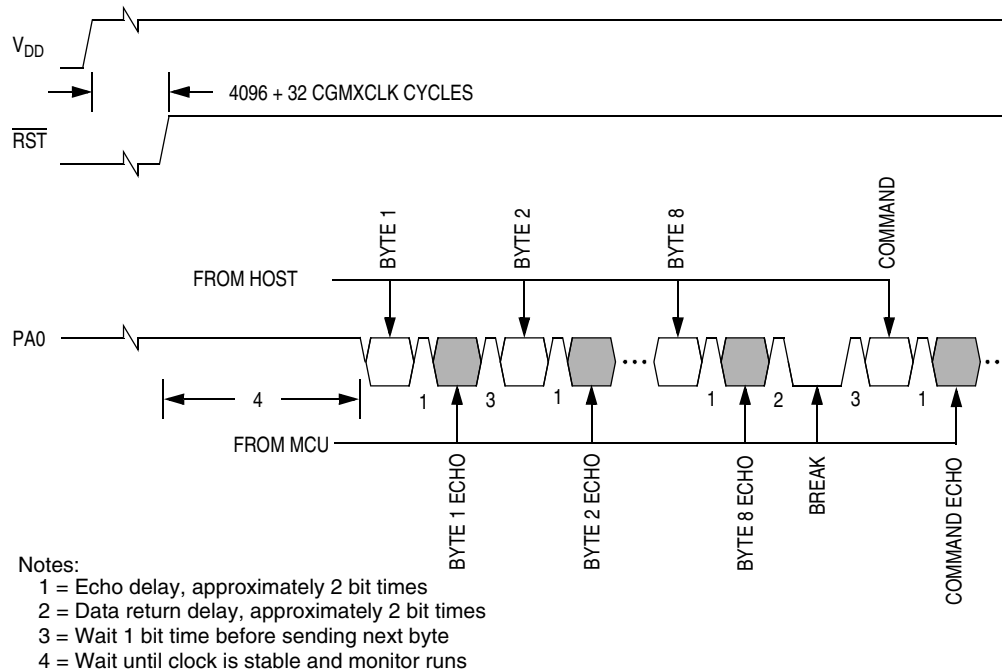 VDD
4096 + 32 CGMXCLK CYCLES
RST
BYTE 1
BYTE 2
BYTE 8
COMMAND
FROM HOST
PA0
...
...
1
3
1
1
2
3
1
4
FROM MCU
BYTE 1 ECHO
BYTE 2 ECHO
BYTE 8 ECHO
BREAK
COMMAND ECHO
Notes:
1 = Echo delay, approximately 2 bit times
2 = Data return delay, approximately 2 bit times
3 = Wait 1 bit time before sending next byte
4 = Wait until clock is stable and monitor runs